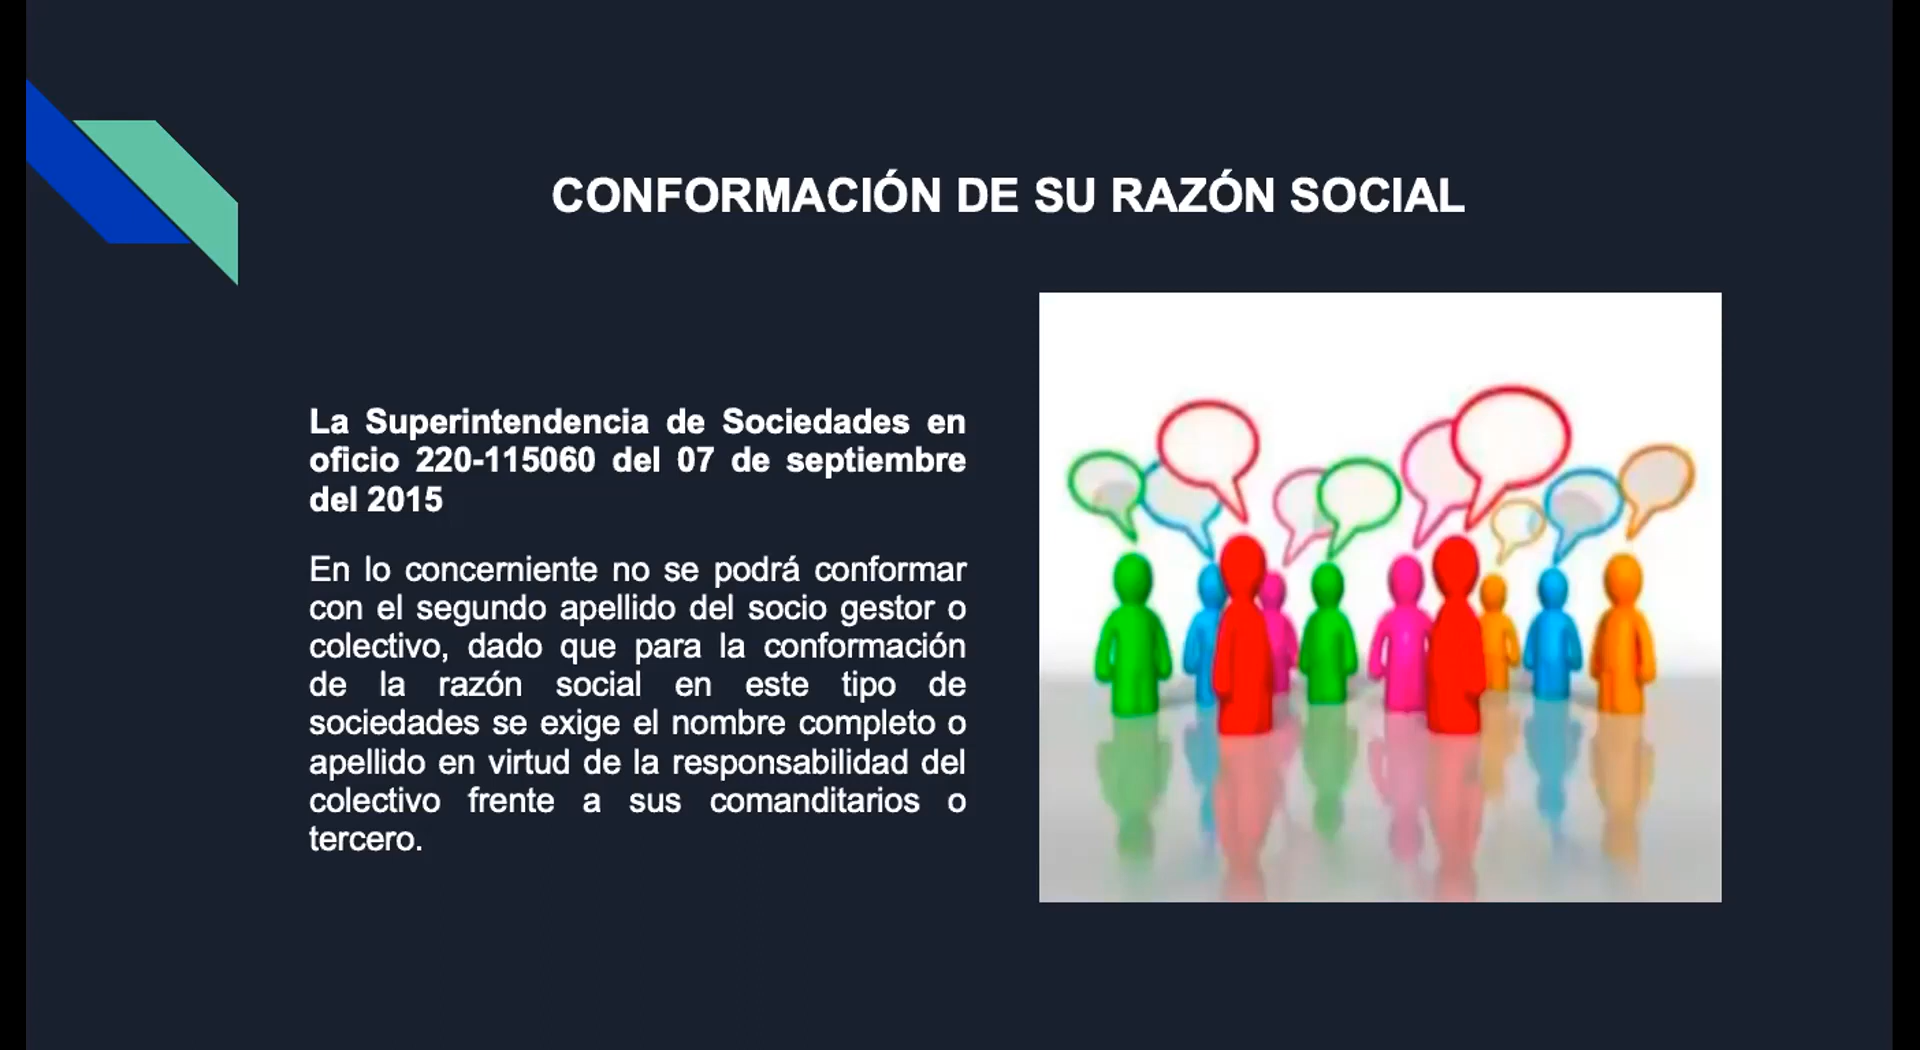 CONFORMACIÓN DE SU RAZÓN SOCIAL
La Superintendencia de Sociedades en
oficio 220-115060 del 07 de septiembre
del 2015
En lo concerniente no se podrá conformar
con el segundo apellido del socio gestor o
colectivo, dado que para la conformación
de la razón social en este tipo de
sociedades se exige el nombre completo o
apellido en virtud de la responsabilidad del
colectivo frente a sus comanditarios o
tercero.